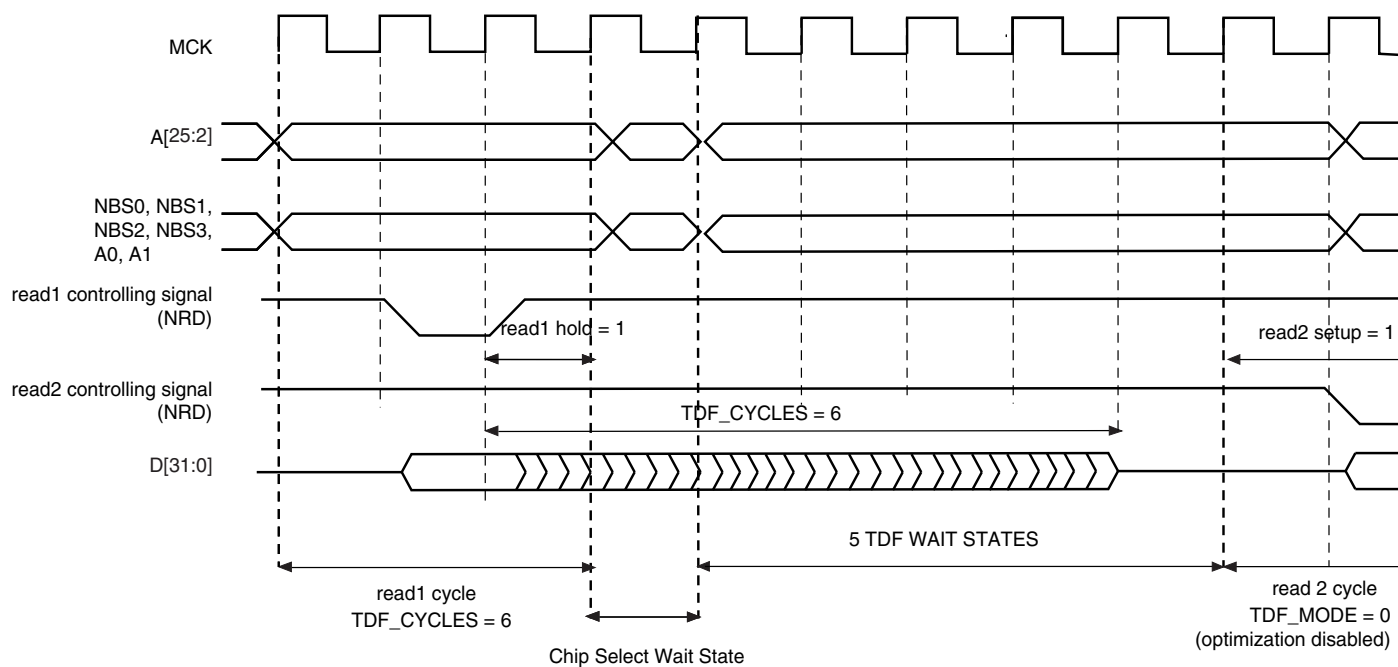 MCK
A[25:2]
NBS0, NBS1,
NBS2, NBS3,
A0, A1
read1 controlling signal
(NRD)
read1 hold = 1
read2 setup = 1
read2 controlling signal
(NRD)
TDF_CYCLES = 6
D[31:0]
5 TDF WAIT STATES
read1 cycle
TDF_CYCLES = 6
Chip Select Wait State
read 2 cycle
TDF_MODE = 0
(optimization disabled)